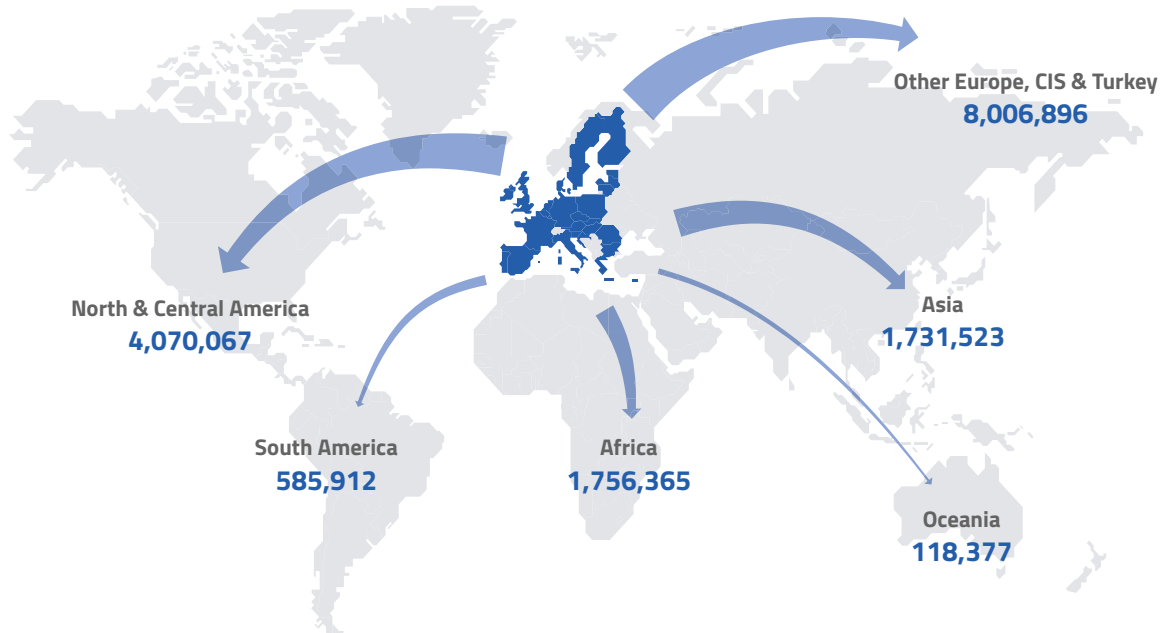 Other Europe, CIS & Turkey
8,006,896
North & Central America
4,070,067
Asia
1,731,523
South America
585,912
Africa
1,756,365
Oceania
118,377